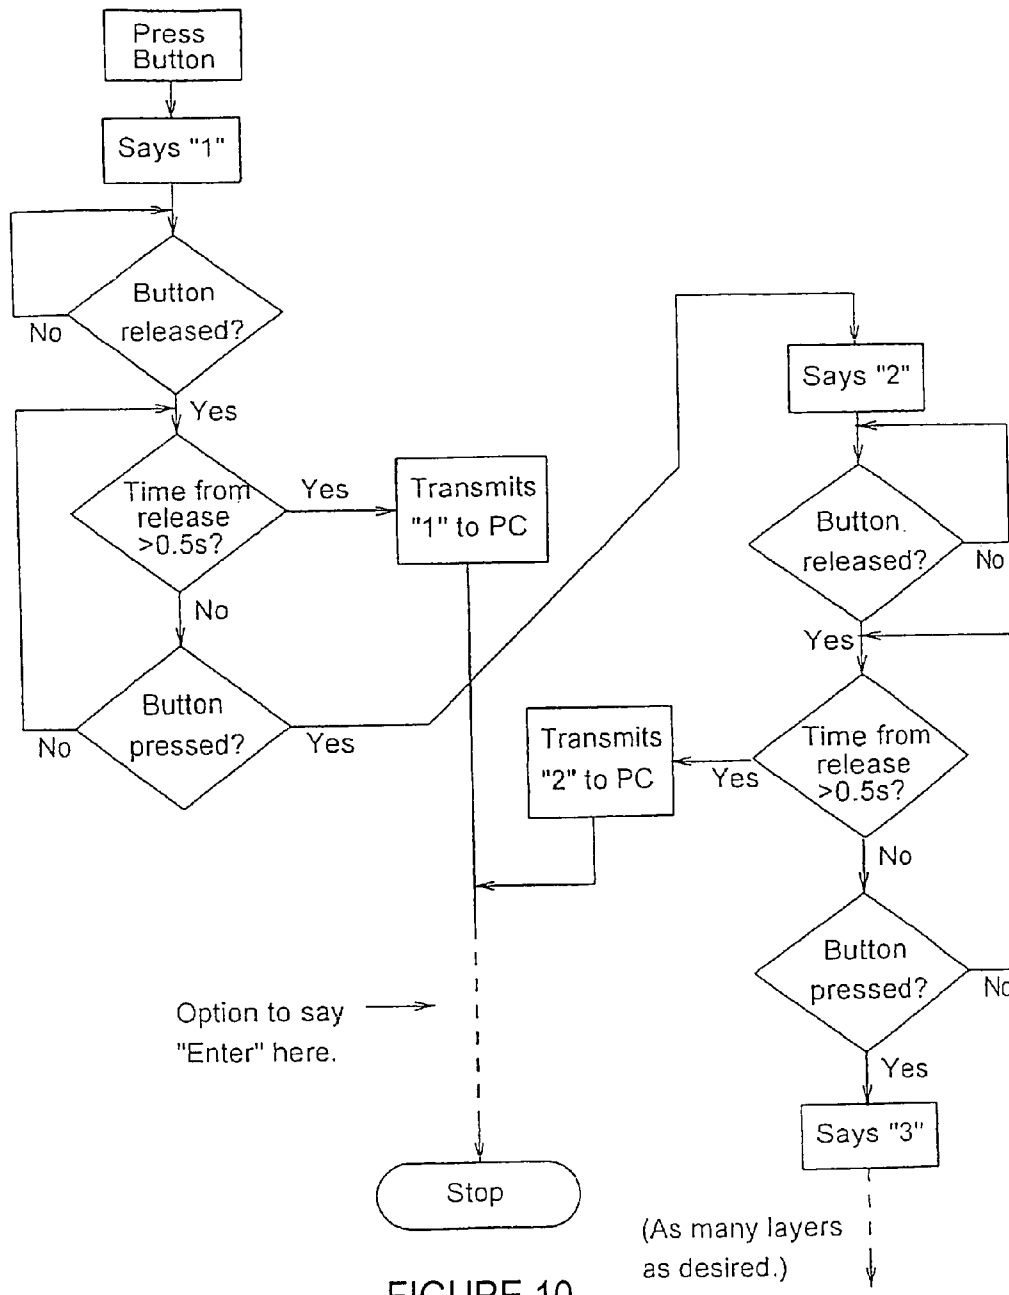 Press
Button
Says "1"
Button
released?
No
Yes
Time from
release
>0.5s?
Yes
Transmits
"1" to PC
No
Button
pressed?
No
Yes
Says "2"
Button.
released?
No
Yes
Time from
release
>0.5s?
Yes
Transmits
"2" to PC
No
Button
pressed?
No
Yes
Says "3"
Option to say
"Enter" here.
Stop
(As many layers
as desired.)
FIGURE 10